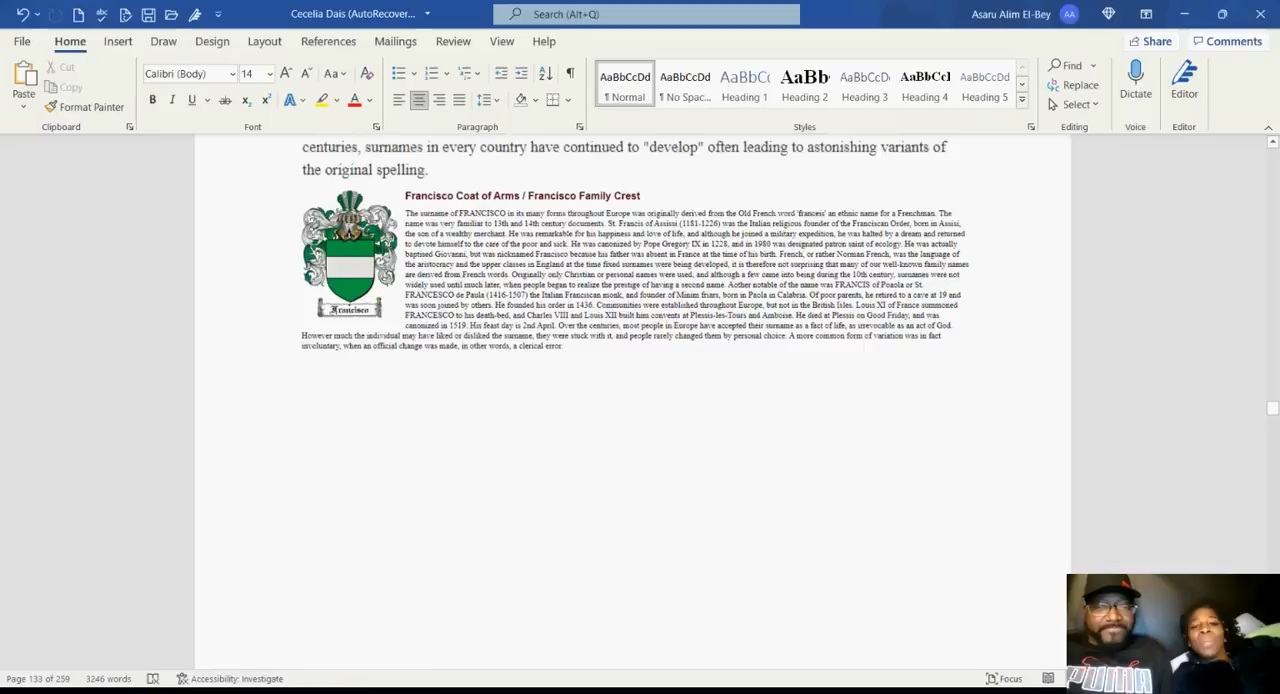 Cecelia Dais (AutoRecover...
Search (Alt+Q)
Asaru Alim El-Bey
AA
File Home Insert Draw Design Layout References Mailings Review View Help
Share Comments
Paste
Cut
Copy
Format Painter
Clipboard
Calibri (Body) 14
Font
Paragraph
AaBbCcDd AaBbCcDd AaBbCc AaBb AaBbCcDd AaBbCcI AaBbCcDd
¶ Normal ¶ No Spac... Heading 1 Heading 2 Heading 3 Heading 4 Heading 5
Styles
Find
Replace
Select
Editing
Dictate
Voice
Editor
Editor
centuries, surnames in every country have continued to "develop" often leading to astonishing variants of
the original spelling.
Francisco Coat of Arms / Francisco Family Crest
The surname of FRANCISCO in its many forms throughout Europe was originally derived from the Old French word 'franceis' an ethnic name for a Frenchman. The
name was very familiar to 13th and 14th century documents. St. Francis of Assissi (1181-1226) was the Italian religious founder of the Franciscan Order, born in Assisi,
the son of a wealthy merchant. He was remarkable for his happiness and love of life, and although he joined a military expedition, he was halted by a dream and returned
to devote himself to the care of the poor and sick. He was canonized by Pope Gregory IX in 1228, and in 1980 was designated patron saint of ecology. He was actually
baptised Giovanni, but was nicknamed Francisco because his father was absent in France at the time of his birth. French, or rather Norman French, was the language of
the aristocracy and the upper classes in England at the time fixed surnames were being developed, it is therefore not surprising that many of our well-known family names
are derived from French words. Originally only Christian or personal names were used, and although a few came into being during the 10th century, surnames were not
widely used until much later, when people began to realize the prestige of having a second name. Aother notable of the name was FRANCIS of Poaola or St.
FRANCESCO de Paula (1416-1507) the Italian Franciscan monk, and founder of Minim friars, born in Paola in Calabria. Of poor parents, he retired to a cave at 19 and
was soon joined by others. He founded his order in 1436. Communities were established throughout Europe, but not in the British Isles. Louis XI of France summoned
FRANCESCO to his death-bed, and Charles VIII and Louis XII built him convents at Plessis-les-Tours and Amboise. He died at Plessis on Good Friday, and was
canonized in 1519. His feast day is 2nd April. Over the centuries, most people in Europe have accepted their surname as a fact of life, as irrevocable as an act of God.
Francisco
However much the individual may have liked or disliked the surname, they were stuck with it, and people rarely changed them by personal choice. A more common form of variation was in fact
involuntary, when an official change was made, in other words, a clerical error.
PUMA
Page 133 of 259 3246 words Accessibility: Investigate Focus